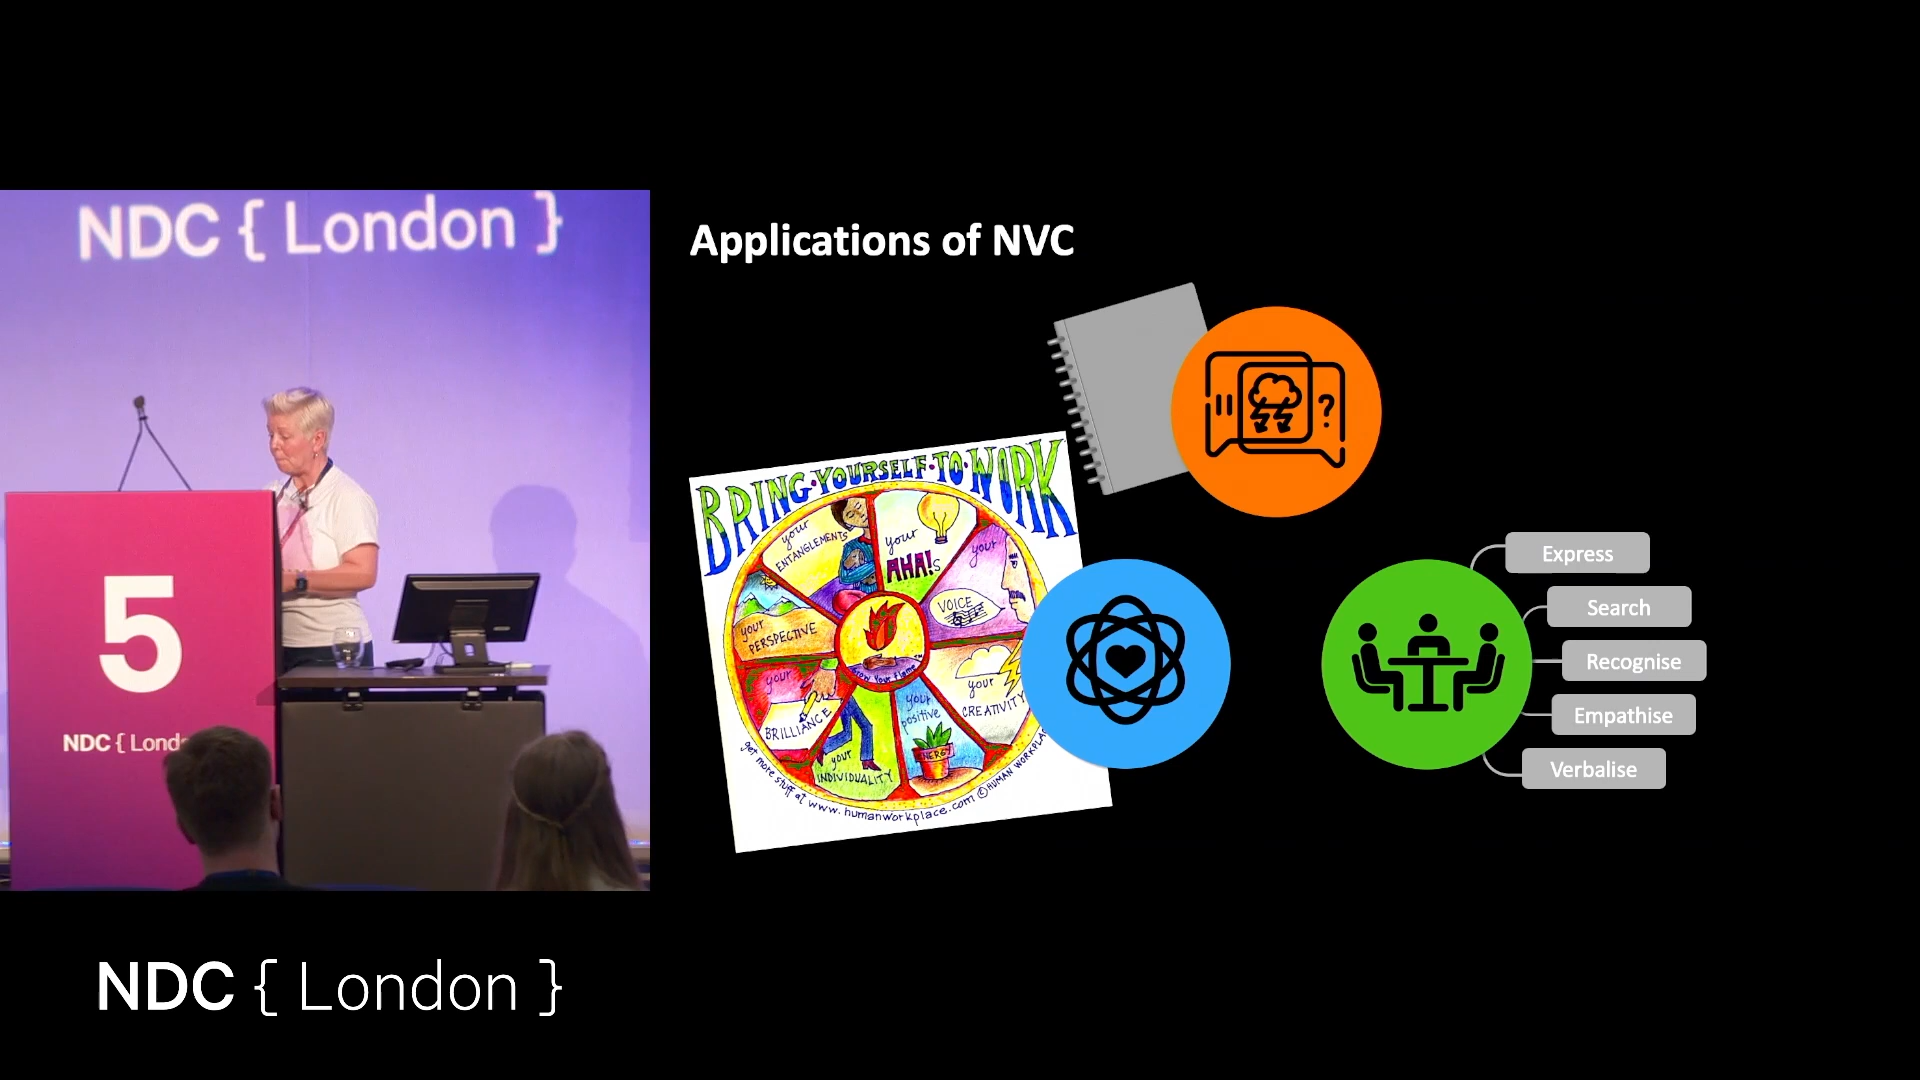 NDC { London }
Applications of NVC
BRING·YOURSELF·TO·WORK
your
ENTANGLEMENTS
your
AHA!s
your
VOICE
your
PERSPECTIVE
your
CREATIVITY
your
BRILLIANCE
your
positive
ENERGY
your
INDIVIDUALITY
get more stuff at www.humanworkplace.com © HUMAN WORKPLACE
?
Express
Search
Recognise
Empathise
Verbalise
5
NDC { Lond
NDC { London }